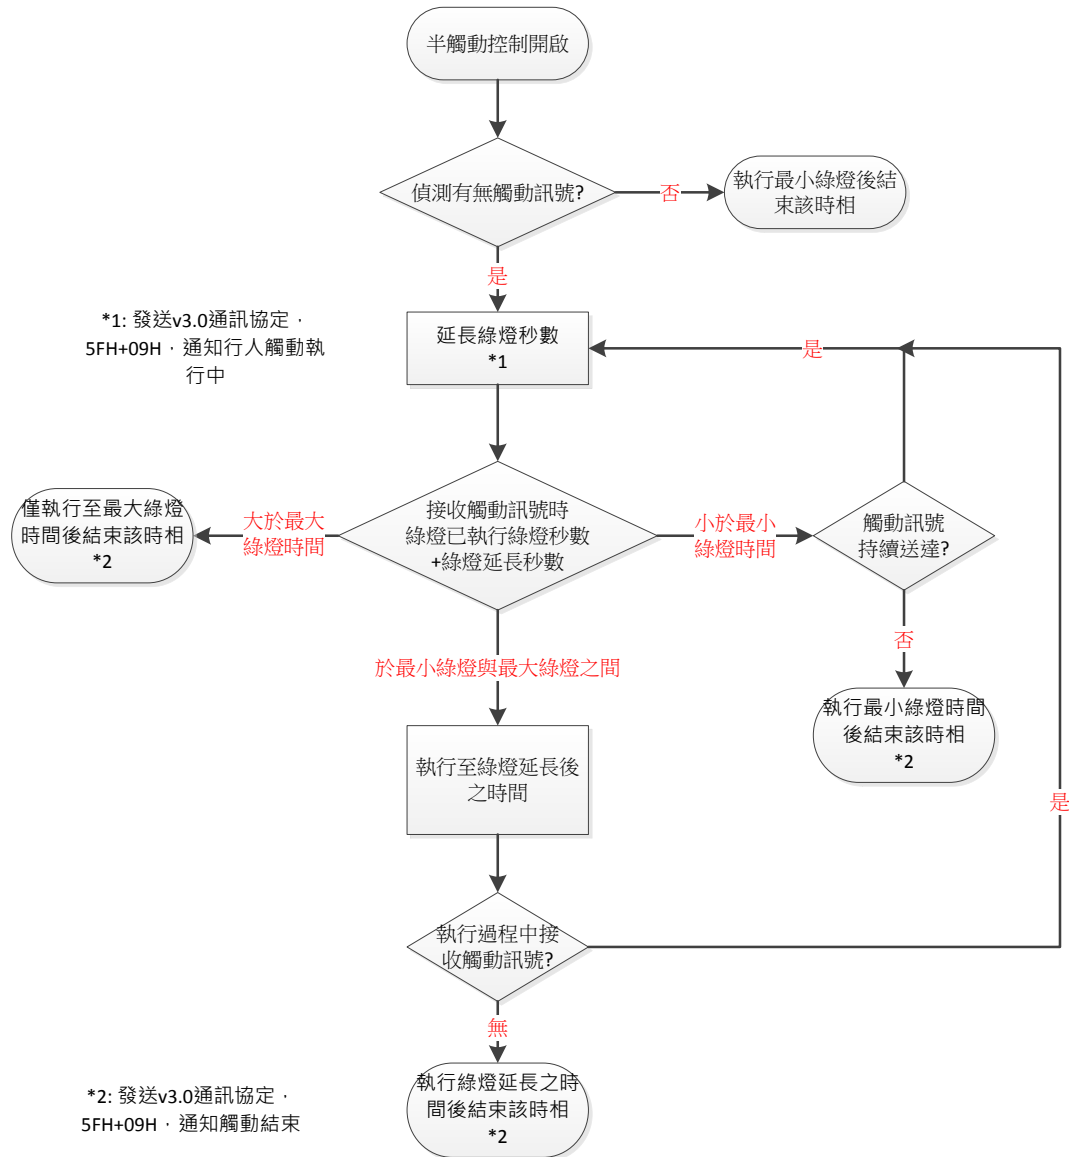 半觸動控制開啟
偵測有無觸動訊號?
否
執行最小綠燈後結
束該時相
是
*1: 發送v3.0通訊協定，
5FH+09H，通知行人觸動執
行中
延長綠燈秒數
*1
是
僅執行至最大綠燈
時間後結束該時相
*2
大於最大
綠燈時間
接收觸動訊號時
綠燈已執行綠燈秒數
+綠燈延長秒數
小於最小
綠燈時間
觸動訊號
持續送達?
否
於最小綠燈與最大綠燈之間
執行最小綠燈時間
後結束該時相
*2
執行至綠燈延長後
之時間
是
執行過程中接
收觸動訊號?
無
*2: 發送v3.0通訊協定，
5FH+09H，通知觸動結束
執行綠燈延長之時
間後結束該時相
*2